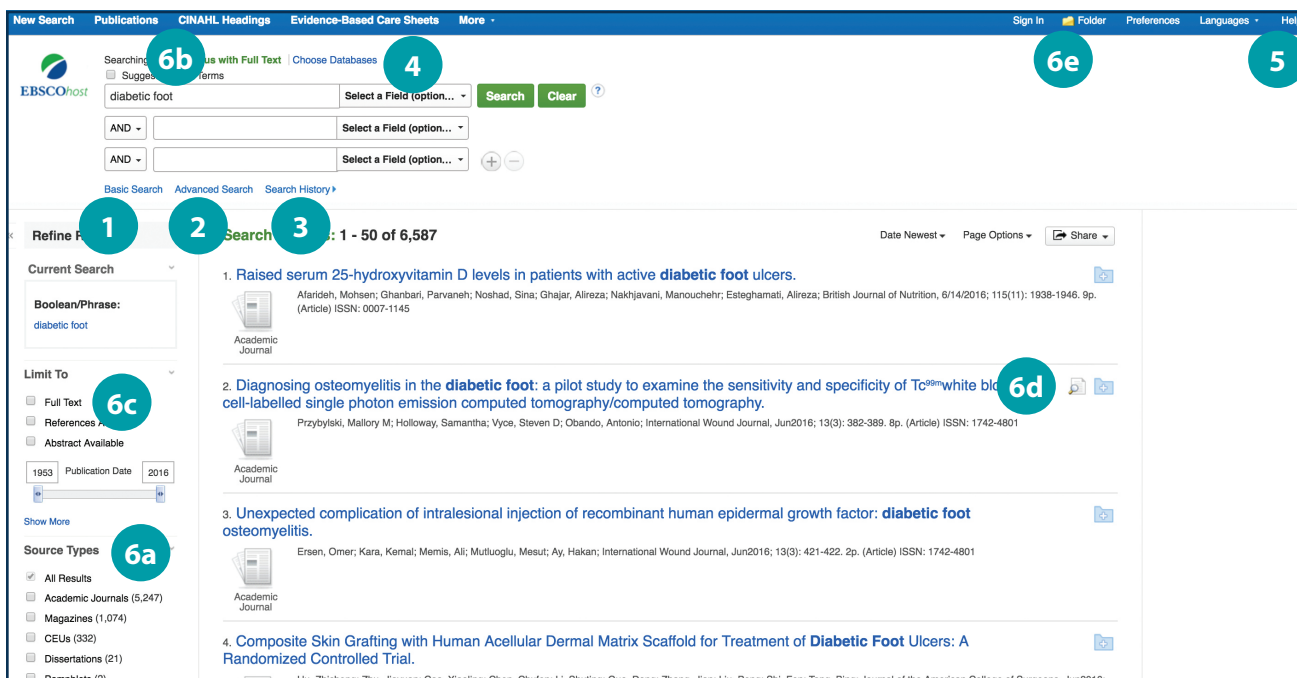 New Search Publications CINAHL Headings Evidence-Based Care Sheets More Sign In Folder Preferences Languages
6b 4 6e 5
Searching us with Full Text Choose Databases
Terms
EBSCOhost
diabetic foot Select a Field (option... Search Clear ?
AND Select a Field (option...
AND Select a Field (option...
Basic Search Advanced Search Search History
1 2 3
Refine Search : 1 - 50 of 6,587 Date Newest Page Options Share
Current Search
Boolean/Phrase:
diabetic foot
Limit To
Full Text
6c
References
Abstract Available
1953 Publication Date 2016
Show More
Source Types
6a
All Results
Academic Journals (5,247)
Magazines (1,074)
CEUs (332)
Dissertations (21)
1. Raised serum 25-hydroxyvitamin D levels in patients with active diabetic foot ulcers.
Afarideh, Mohsen; Ghanbari, Parvaneh; Noshad, Sina; Ghajar, Alireza; Nakhjavani, Manouchehr; Esteghamati, Alireza; British Journal of Nutrition, 6/14/2016; 115(11): 1938-1946. 9p.
(Article) ISSN: 0007-1145
Academic
Journal
2. Diagnosing osteomyelitis in the diabetic foot: a pilot study to examine the sensitivity and specificity of Tc99mwhite
6d
cell-labelled single photon emission computed tomography/computed tomography.
Przybylski, Mallory M; Holloway, Samantha; Vyce, Steven D; Obando, Antonio; International Wound Journal, Jun2016; 13(3): 382-389. 8p. (Article) ISSN: 1742-4801
Academic
Journal
3. Unexpected complication of intralesional injection of recombinant human epidermal growth factor: diabetic foot
osteomyelitis.
Ersen, Omer; Kara, Kemal; Memis, Ali; Mutluoglu, Mesut; Ay, Hakan; International Wound Journal, Jun2016; 13(3): 421-422. 2p. (Article) ISSN: 1742-4801
Academic
Journal
4. Composite Skin Grafting with Human Acellular Dermal Matrix Scaffold for Treatment of Diabetic Foot Ulcers: A
Randomized Controlled Trial.